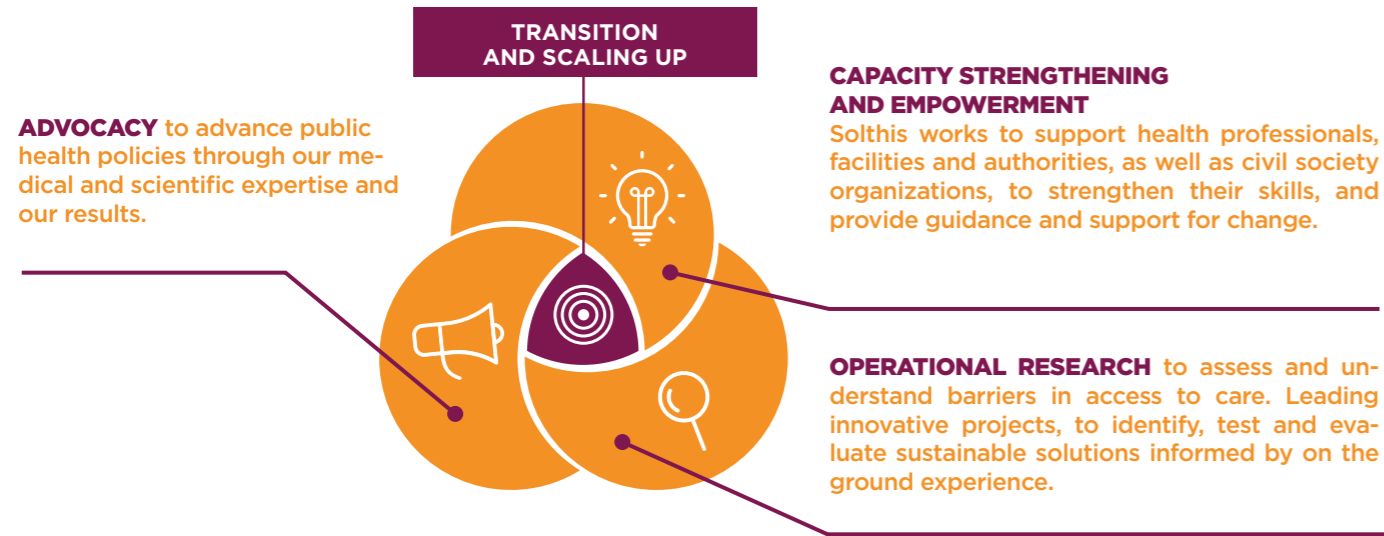 TRANSITION
AND SCALING UP
ADVOCACY to advance public
health policies through our me-
dical and scientific expertise and
our results.
CAPACITY STRENGTHENING
AND EMPOWERMENT
Solthis works to support health professionals,
facilities and authorities, as well as civil society
organizations, to strengthen their skills, and
provide guidance and support for change.
OPERATIONAL RESEARCH to assess and un-
derstand barriers in access to care. Leading
innovative projects, to identify, test and eva-
luate sustainable solutions informed by on the
ground experience.